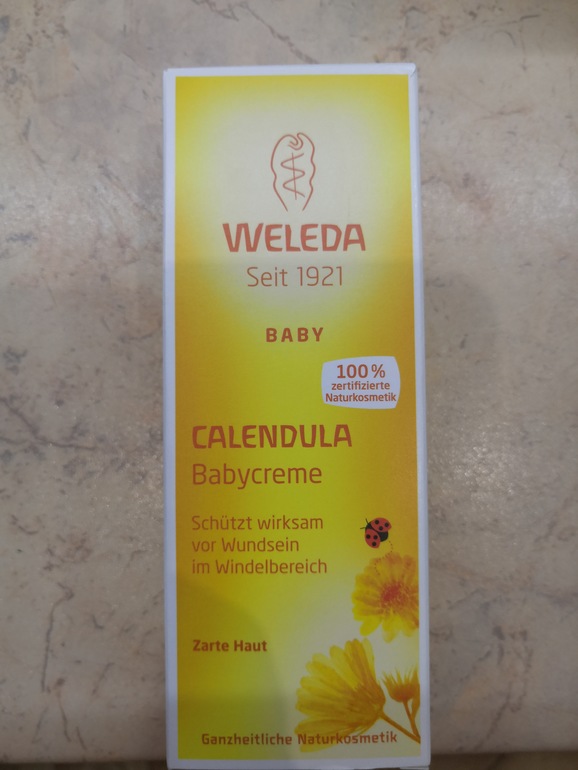 WELEDA
Seit 1921
BABY
100%
zertifizierte
Naturkosmetik
CALENDULA
Babycreme
Schützt wirksam
vor Wundsein
im Windelbereich
Zarte Haut
Ganzheitliche Naturkosmetik